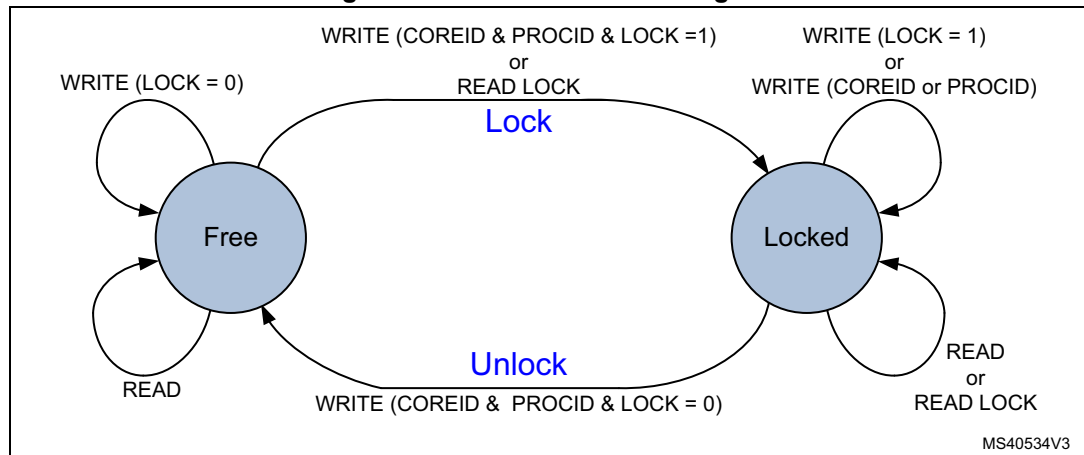 WRITE (COREID & PROCID & LOCK =1)
or
READ LOCK
Lock
WRITE (LOCK = 1)
or
WRITE (COREID or PROCID)
WRITE (LOCK = 0)
Free
Locked
READ
Unlock
WRITE (COREID & PROCID & LOCK = 0)
READ
or
READ LOCK
MS40534V3